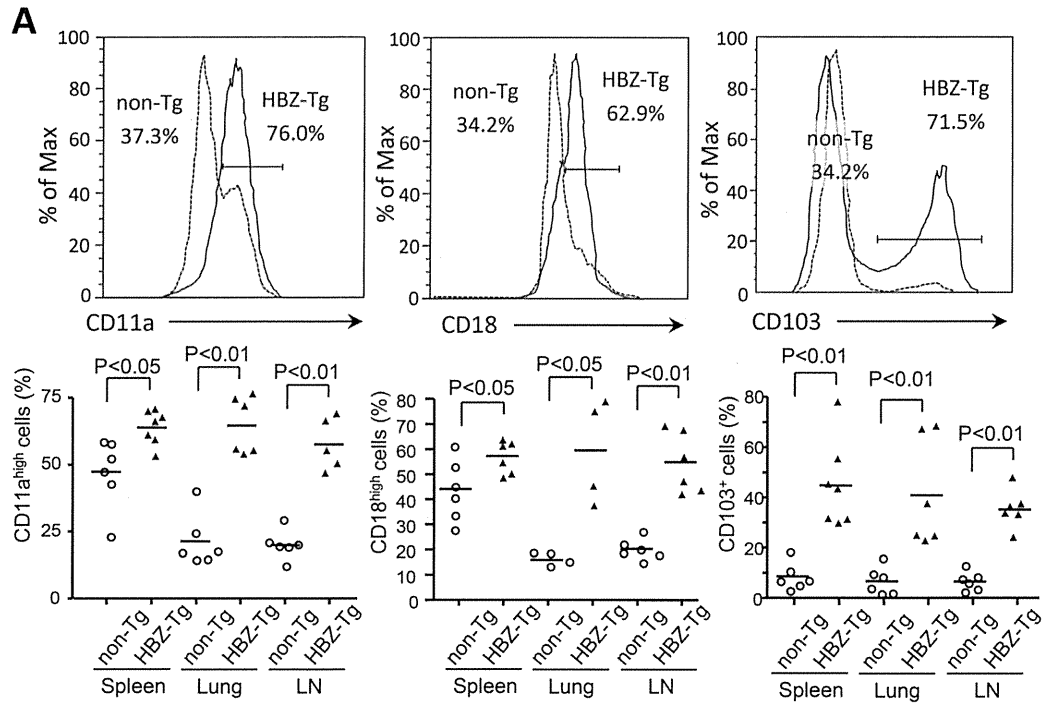 A
100
80
60
40
20
0
% of Max
non-Tg
37.3%
HBZ-Tg
76.0%
CD11a
100
80
60
40
20
0
% of Max
non-Tg
34.2%
HBZ-Tg
62.9%
CD18
100
80
60
40
20
0
% of Max
non-Tg
34.2%
HBZ-Tg
71.5%
CD103
CD11a^high cells (%)
75
50
25
0
P<0.05
P<0.01
P<0.01
non-Tg
HBZ-Tg
non-Tg
HBZ-Tg
non-Tg
HBZ-Tg
Spleen
Lung
LN
CD18^high cells (%)
80
70
60
50
40
30
20
10
0
P<0.05
P<0.05
P<0.01
non-Tg
HBZ-Tg
non-Tg
HBZ-Tg
non-Tg
HBZ-Tg
Spleen
Lung
LN
CD103⁺ cells (%)
80
60
40
20
0
P<0.01
P<0.01
P<0.01
non-Tg
HBZ-Tg
non-Tg
HBZ-Tg
non-Tg
HBZ-Tg
Spleen
Lung
LN